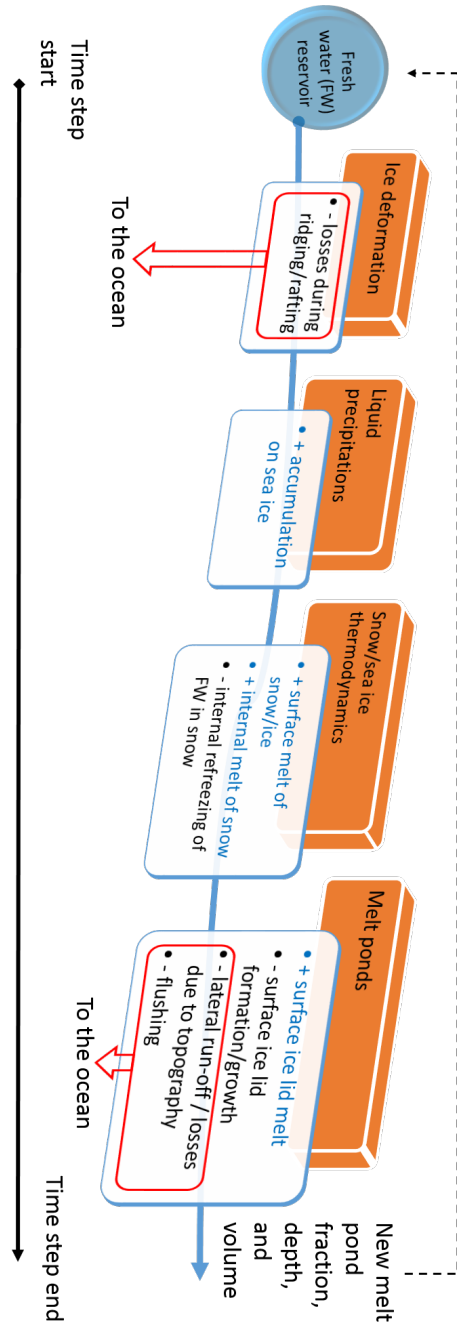 Fresh
water (FW)
reservoir
Time step
start
Ice deformation
• - losses during
ridging/rafting
To the ocean
Liquid
precipitations
• + accumulation
on sea ice
Snow/sea ice
thermodynamics
• + surface melt of
snow/ice
• + internal melt of snow
• - internal refreezing of
FW in snow
Melt ponds
• + surface ice lid melt
• - surface ice lid
formation/growth
• - lateral run-off / losses
due to topography
• - flushing
To the ocean
New melt
pond
fraction,
depth,
and
volume
Time step end